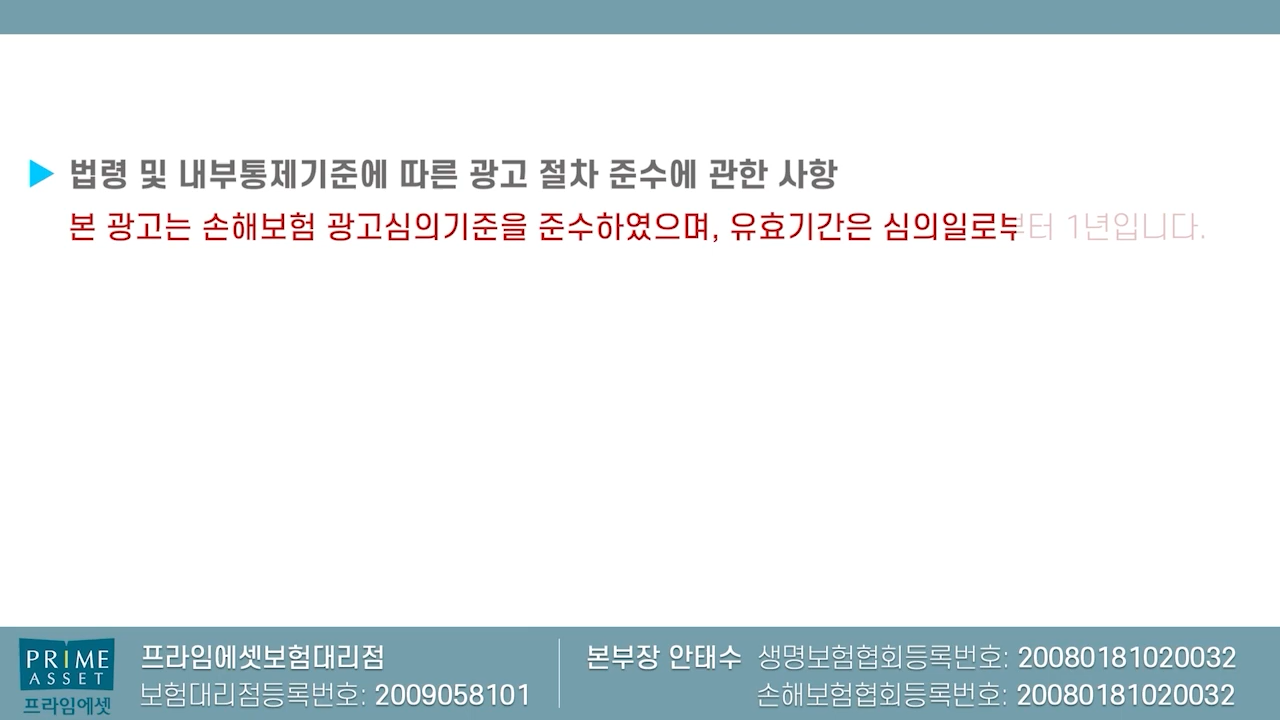 ▶ 법령 및 내부통제기준에 따른 광고 절차 준수에 관한 사항
본 광고는 손해보험 광고심의기준을 준수하였으며, 유효기간은 심의일로부터 1년입니다.
PRIME
ASSET
프라임에셋
프라임에셋보험대리점
보험대리점등록번호: 2009058101
본부장 안태수 생명보험협회등록번호: 20080181020032
손해보험협회등록번호: 20080181020032